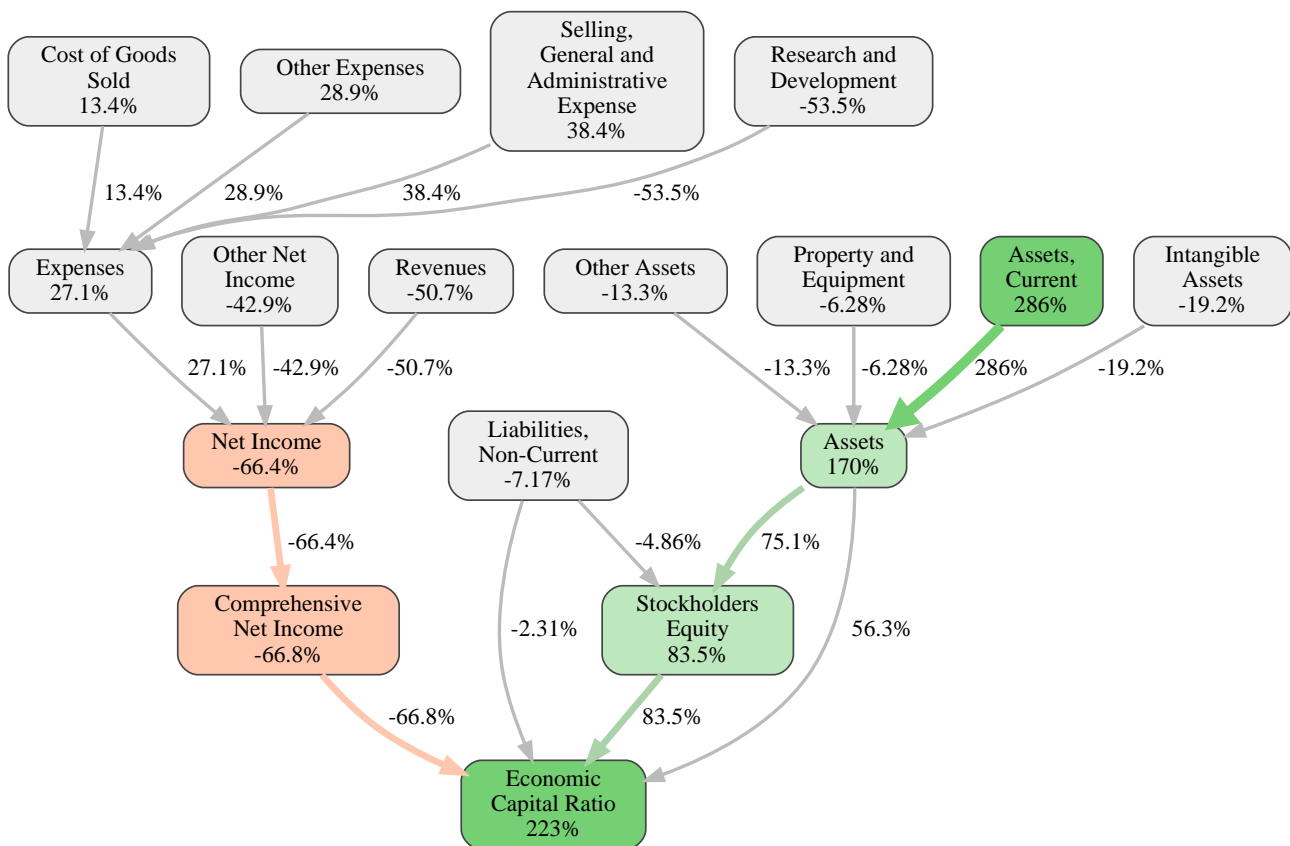 Cost of Goods
Sold
13.4%
Other Expenses
28.9%
Selling,
General and
Administrative
Expense
38.4%
Research and
Development
-53.5%
13.4%
28.9%
38.4%
-53.5%
Expenses
27.1%
Other Net
Income
-42.9%
Revenues
-50.7%
Other Assets
-13.3%
Property and
Equipment
-6.28%
Assets,
Current
286%
Intangible
Assets
-19.2%
27.1%
-42.9%
-50.7%
-13.3%
-6.28%
286%
-19.2%
Net Income
-66.4%
Liabilities,
Non-Current
-7.17%
Assets
170%
-66.4%
-4.86%
75.1%
Comprehensive
Net Income
-66.8%
-2.31%
Stockholders
Equity
83.5%
56.3%
-66.8%
83.5%
Economic
Capital Ratio
223%